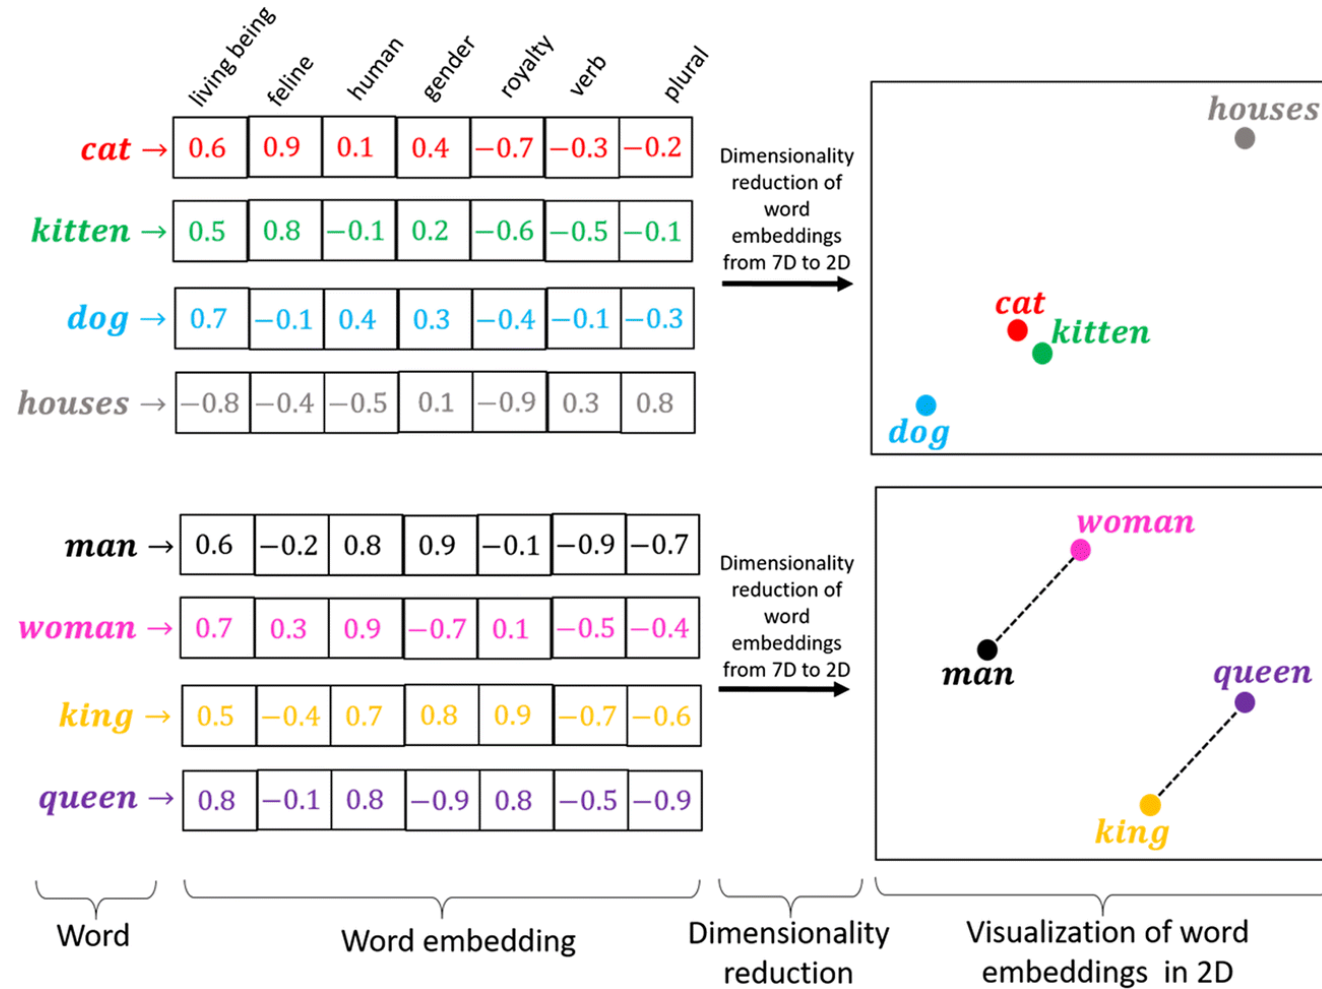 living being feline human gender royalty verb plural
cat → 0.6 0.9 0.1 0.4 −0.7 −0.3 −0.2
kitten → 0.5 0.8 −0.1 0.2 −0.6 −0.5 −0.1
dog → 0.7 −0.1 0.4 0.3 −0.4 −0.1 −0.3
houses → −0.8 −0.4 −0.5 0.1 −0.9 0.3 0.8
Dimensionality
reduction of
word
embeddings
from 7D to 2D
houses
cat
kitten
dog
man → 0.6 −0.2 0.8 0.9 −0.1 −0.9 −0.7
woman → 0.7 0.3 0.9 −0.7 0.1 −0.5 −0.4
king → 0.5 −0.4 0.7 0.8 0.9 −0.7 −0.6
queen → 0.8 −0.1 0.8 −0.9 0.8 −0.5 −0.9
Dimensionality
reduction of
word
embeddings
from 7D to 2D
woman
man
queen
king
Word
Word embedding
Dimensionality
reduction
Visualization of word
embeddings in 2D